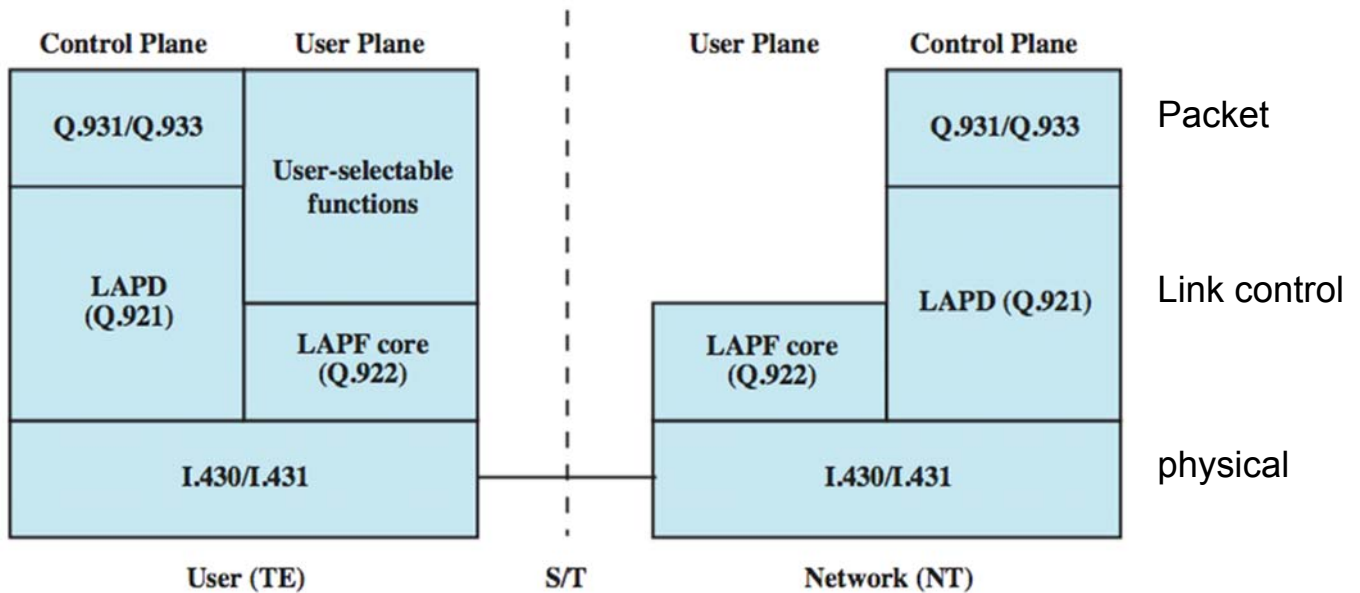 Control Plane
User Plane
User Plane
Control Plane
Q.931/Q.933
User-selectable
functions
LAPD
(Q.921)
LAPF core
(Q.922)
I.430/I.431
Q.931/Q.933
LAPD (Q.921)
LAPF core
(Q.922)
I.430/I.431
Packet
Link control
physical
User (TE)
S/T
Network (NT)